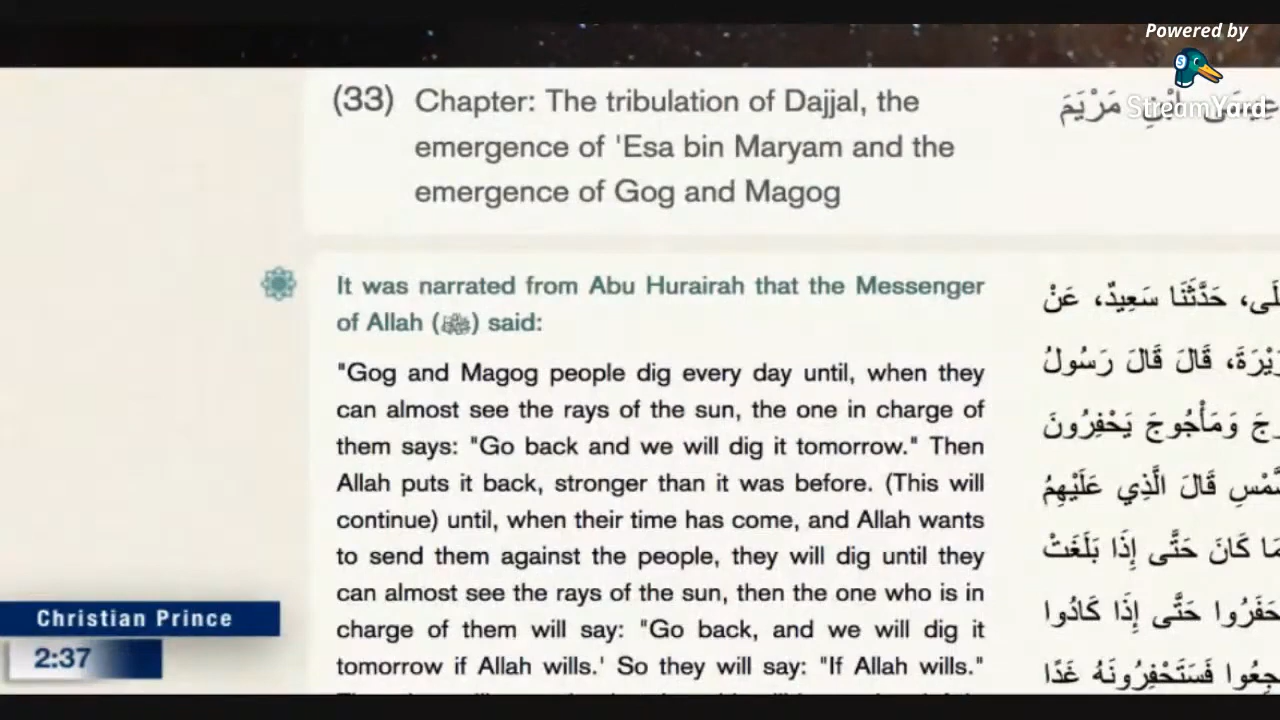 Powered by
StreamYard
(33) Chapter: The tribulation of Dajjal, the
emergence of 'Esa bin Maryam and the
emergence of Gog and Magog
ابْنِ مَرْيَمَ
It was narrated from Abu Hurairah that the Messenger
of Allah (ﷺ) said:
"Gog and Magog people dig every day until, when they
can almost see the rays of the sun, the one in charge of
them says: "Go back and we will dig it tomorrow." Then
Allah puts it back, stronger than it was before. (This will
continue) until, when their time has come, and Allah wants
to send them against the people, they will dig until they
can almost see the rays of the sun, then the one who is in
charge of them will say: "Go back, and we will dig it
tomorrow if Allah wills.' So they will say: "If Allah wills."
حَدَّثَنَا سَعِيدٌ، عَنْ
قَالَ قَالَ رَسُولُ
وَمَأْجُوجَ يَحْفِرُونَ
قَالَ الَّذِي عَلَيْهِمُ
كَانَ حَتَّى إِذَا بَلَغَتْ
حَتَّى إِذَا كَادُوا
فَسَتَحْفِرُونَهُ غَدًا
Christian Prince
2:37